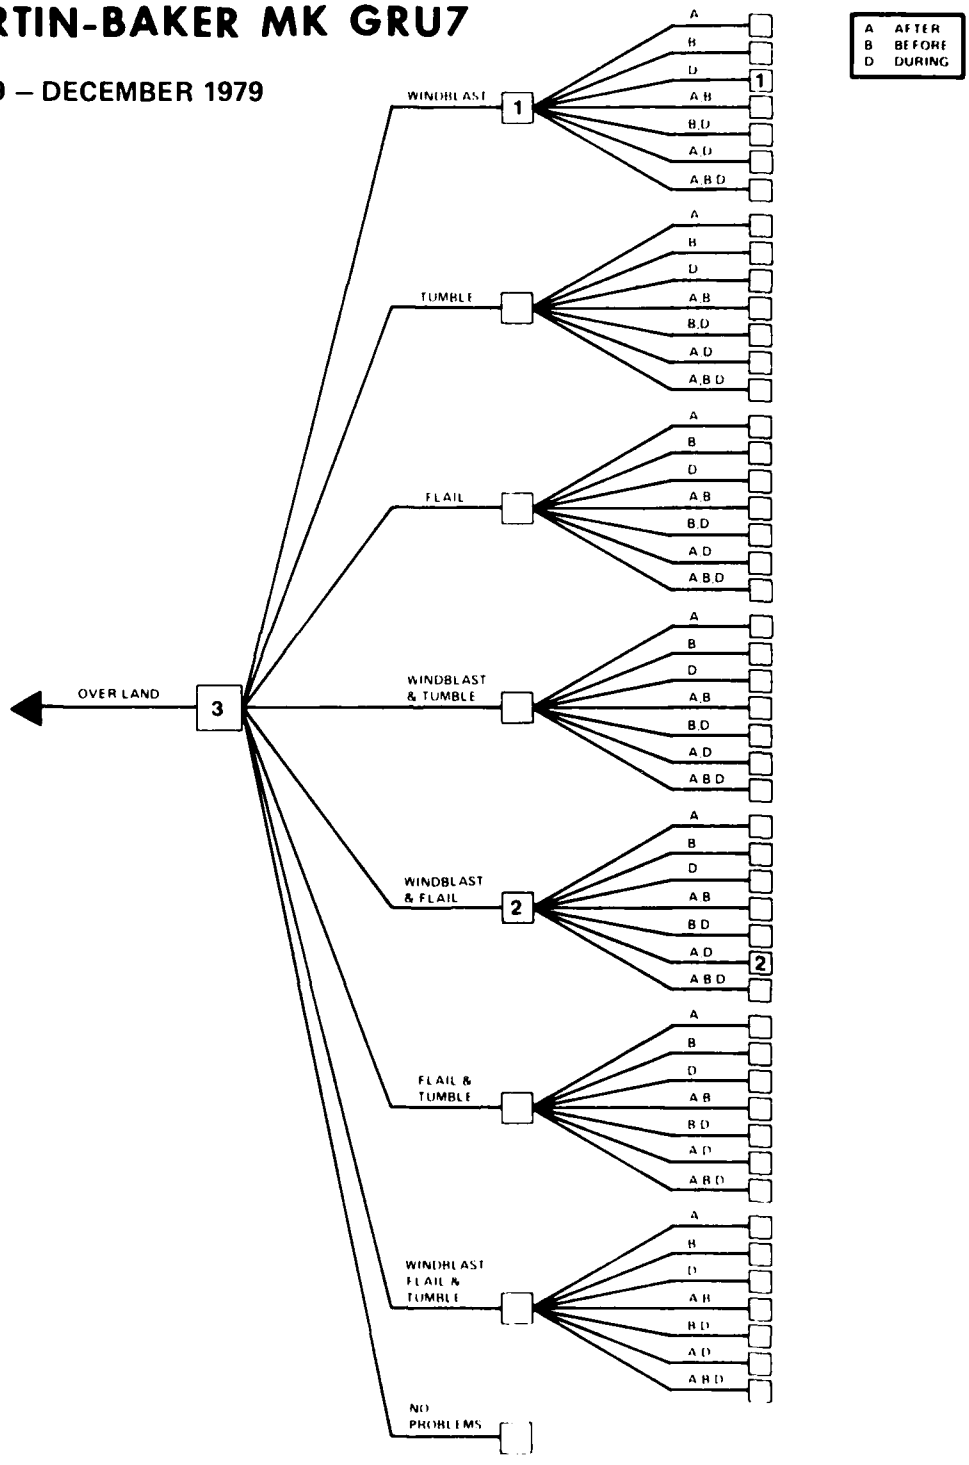 RTIN-BAKER MK GRU7
9 – DECEMBER 1979
A AFTER
B BEFORE
D DURING
WINDBLAST
1
A
B
D
1
A,B
B,D
A,D
A,B D
TUMBLE
A
B
D
A,B
B,D
A,D
A,B D
FLAIL
A
B
D
A,B
B,D
A,D
A B,D
OVER LAND
3
WINDBLAST
& TUMBLE
A
B
D
A,B
B,D
A,D
A B D
WINDBLAST
& FLAIL
2
A
B
D
A B
B D
A D
2
A B D
FLAIL &
TUMBLE
A
B
D
A B
B D
A D
A B D
WINDBLAST
FLAIL &
TUMBLE
A
B
D
A B
B D
A D
A B D
NO
PROBLEMS